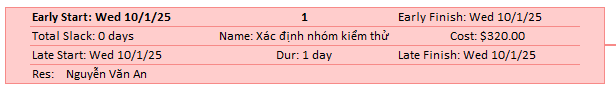 Early Start: Wed 10/1/25 1 Early Finish: Wed 10/1/25
Total Slack: 0 days Name: Xác định nhóm kiểm thử Cost: $320.00
Late Start: Wed 10/1/25 Dur: 1 day Late Finish: Wed 10/1/25
Res: Nguyễn Văn An